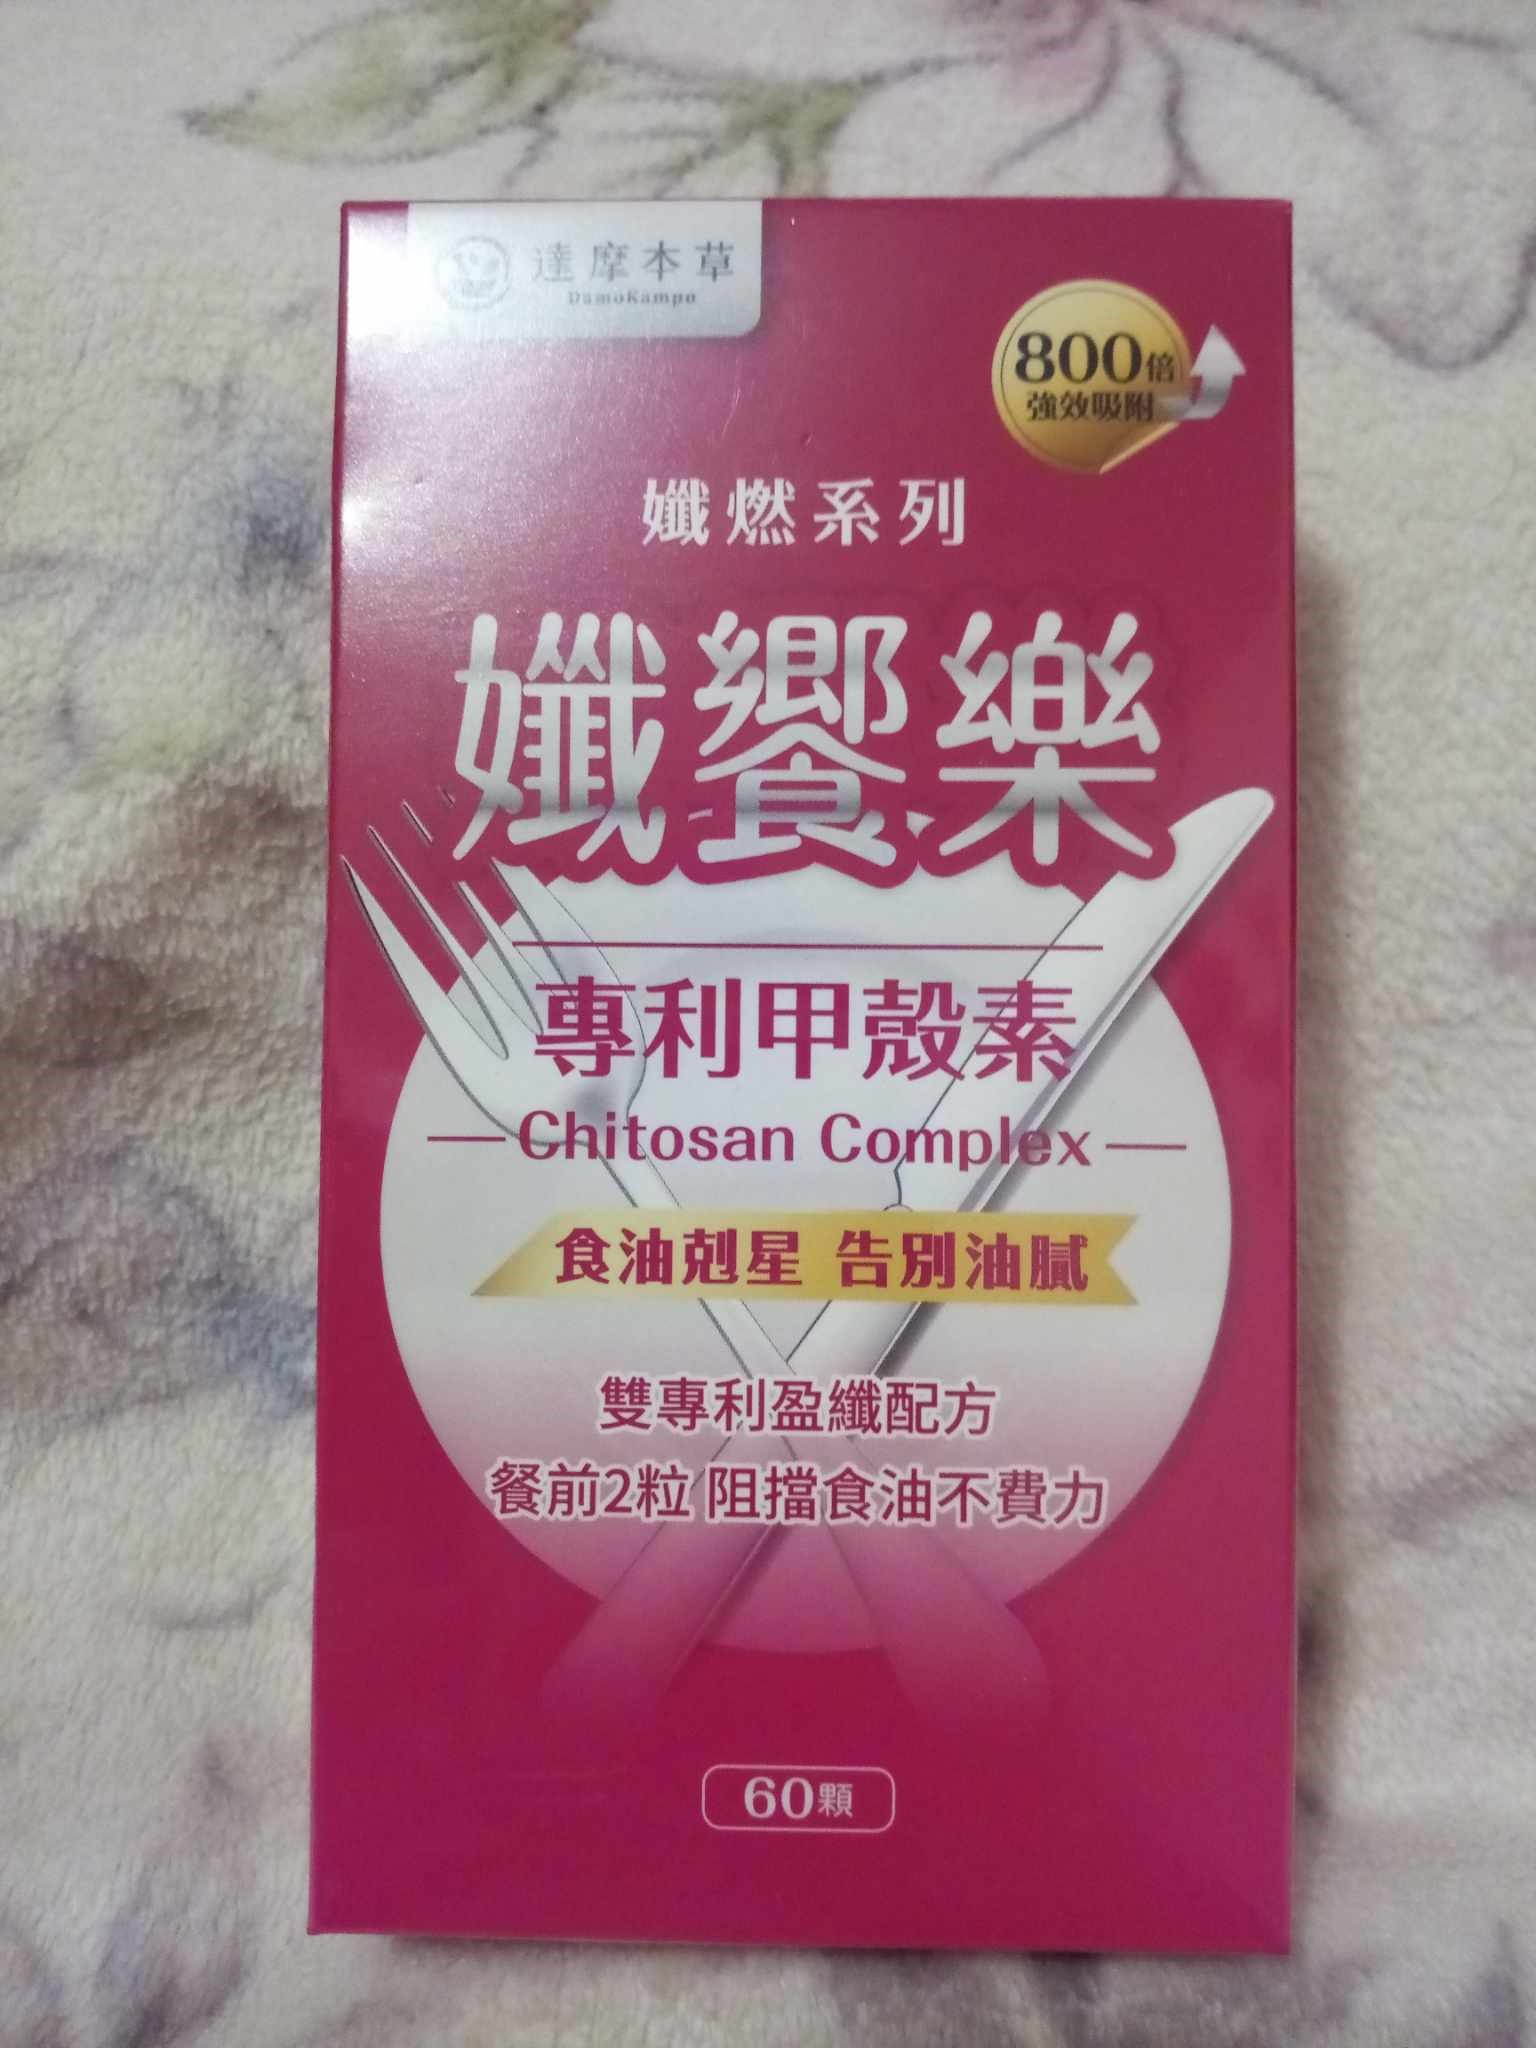 達摩本草
DamoKampo
800倍
強效吸附
孅燃系列
孅饗樂
專利甲殼素
Chitosan Complex
食油剋星 告別油膩
雙專利盈纖配方
餐前2粒 阻擋食油不費力
60顆